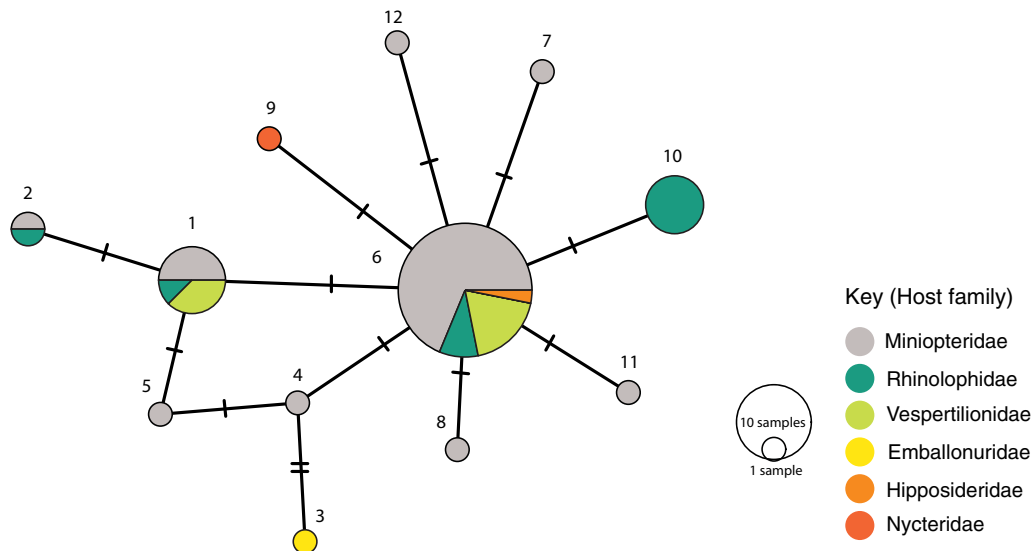 12
7
9
10
2
1
6
Key (Host family)
Miniopteridae
Rhinolophidae
Vespertilionidae
Emballonuridae
Hipposideridae
Nycteridae
5
4
11
8
3
10 samples
1 sample